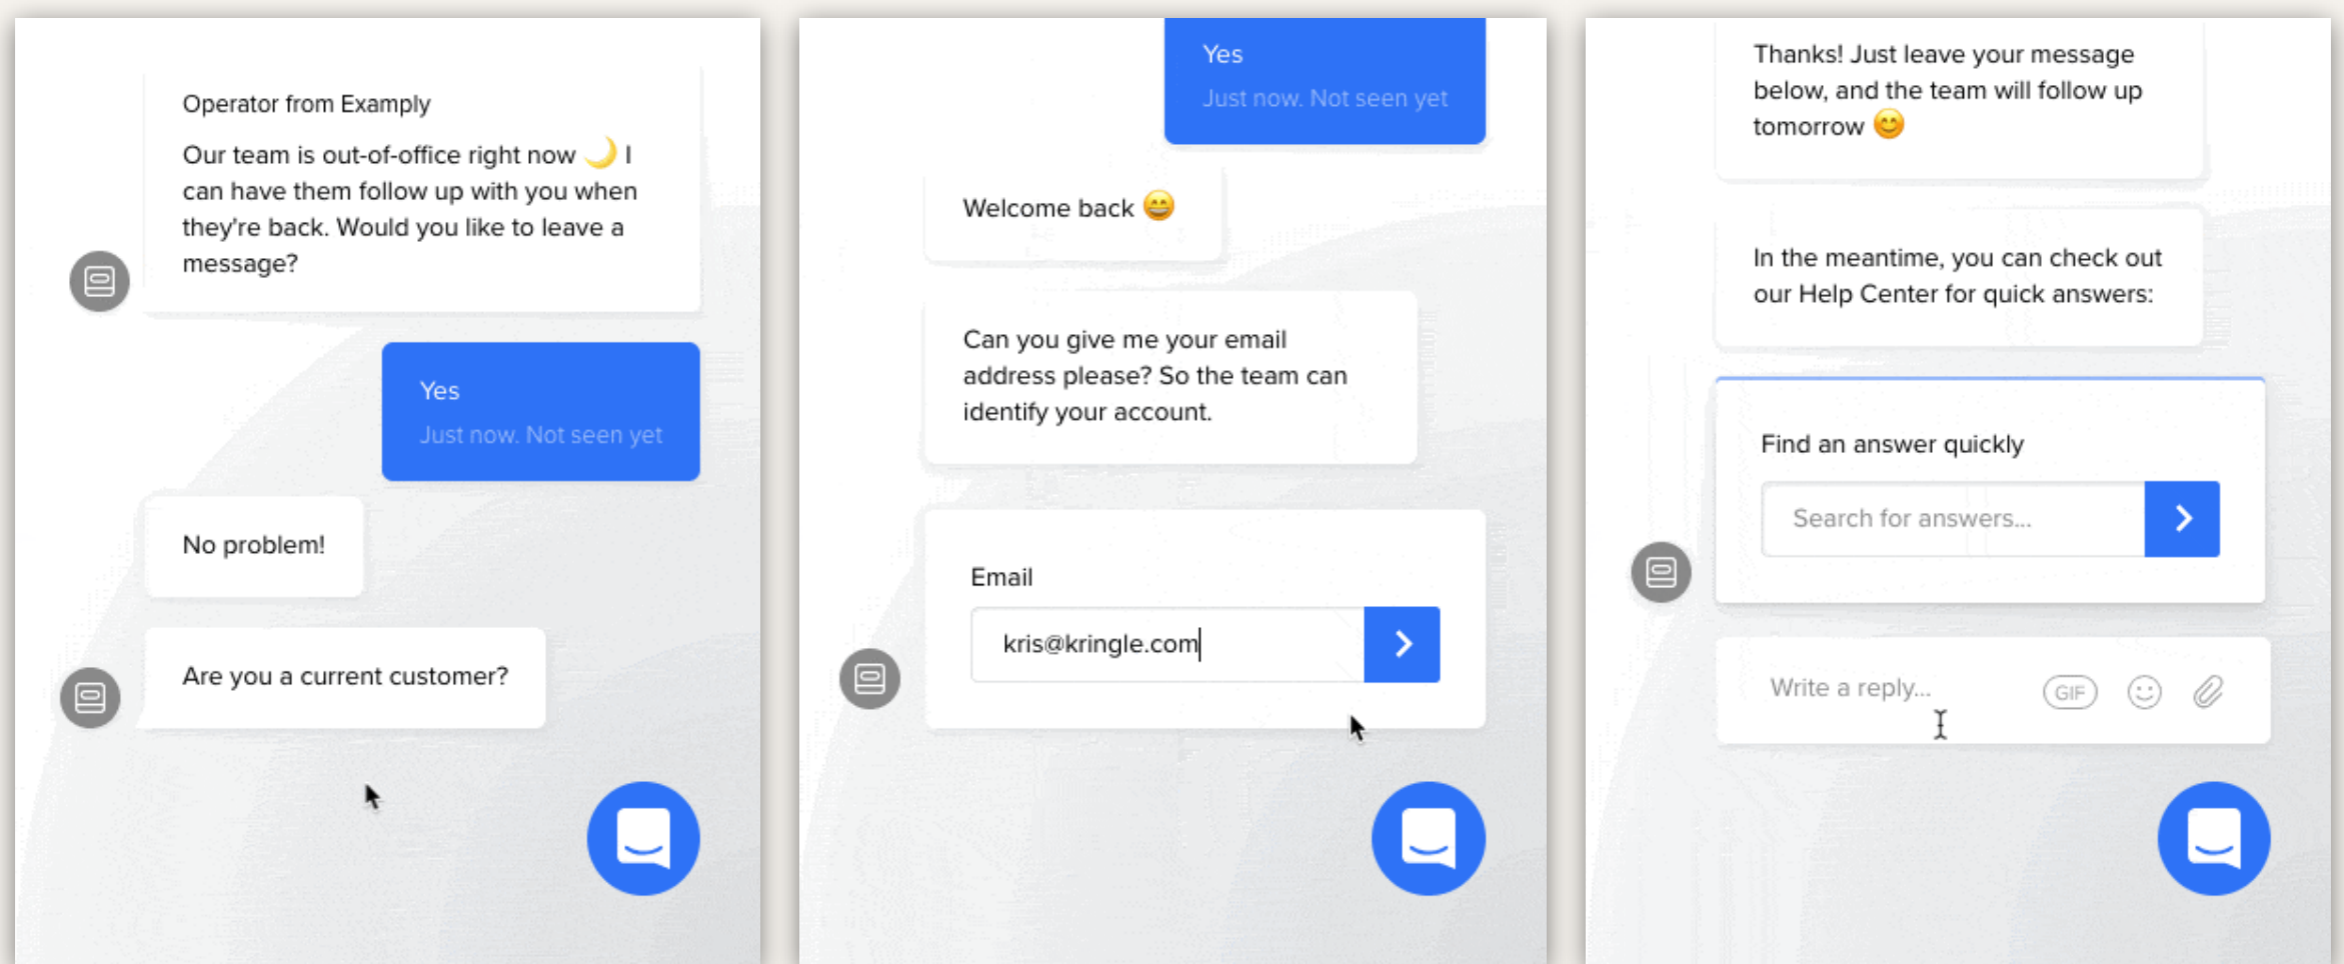 Operator from Examply
Our team is out-of-office right now 🌙 I
can have them follow up with you when
they're back. Would you like to leave a
message?
Yes
Just now. Not seen yet
No problem!
Are you a current customer?
Yes
Just now. Not seen yet
Welcome back 😄
Can you give me your email
address please? So the team can
identify your account.
Email
kris@kringle.com
Thanks! Just leave your message
below, and the team will follow up
tomorrow 😊
In the meantime, you can check out
our Help Center for quick answers:
Find an answer quickly
Search for answers...
Write a reply...
GIF